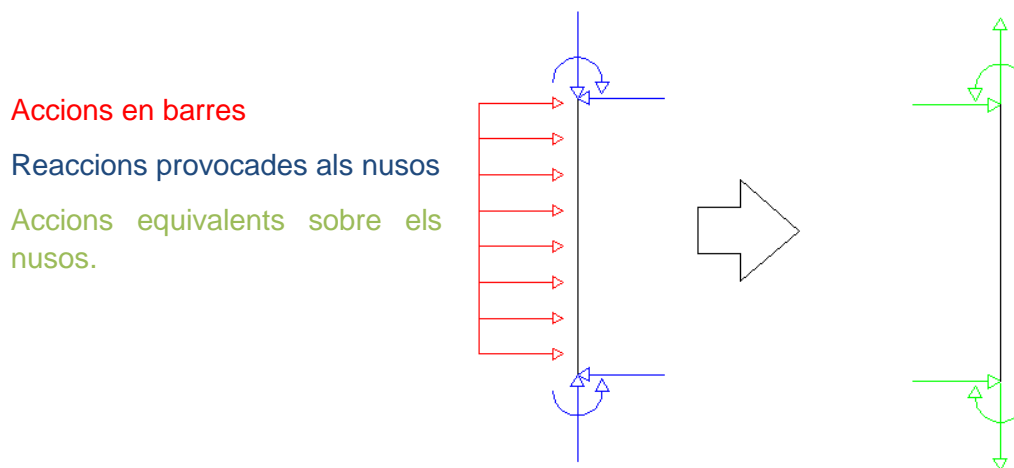 Accions en barres
Reaccions provocades als nusos
Accions equivalents sobre els
nusos.